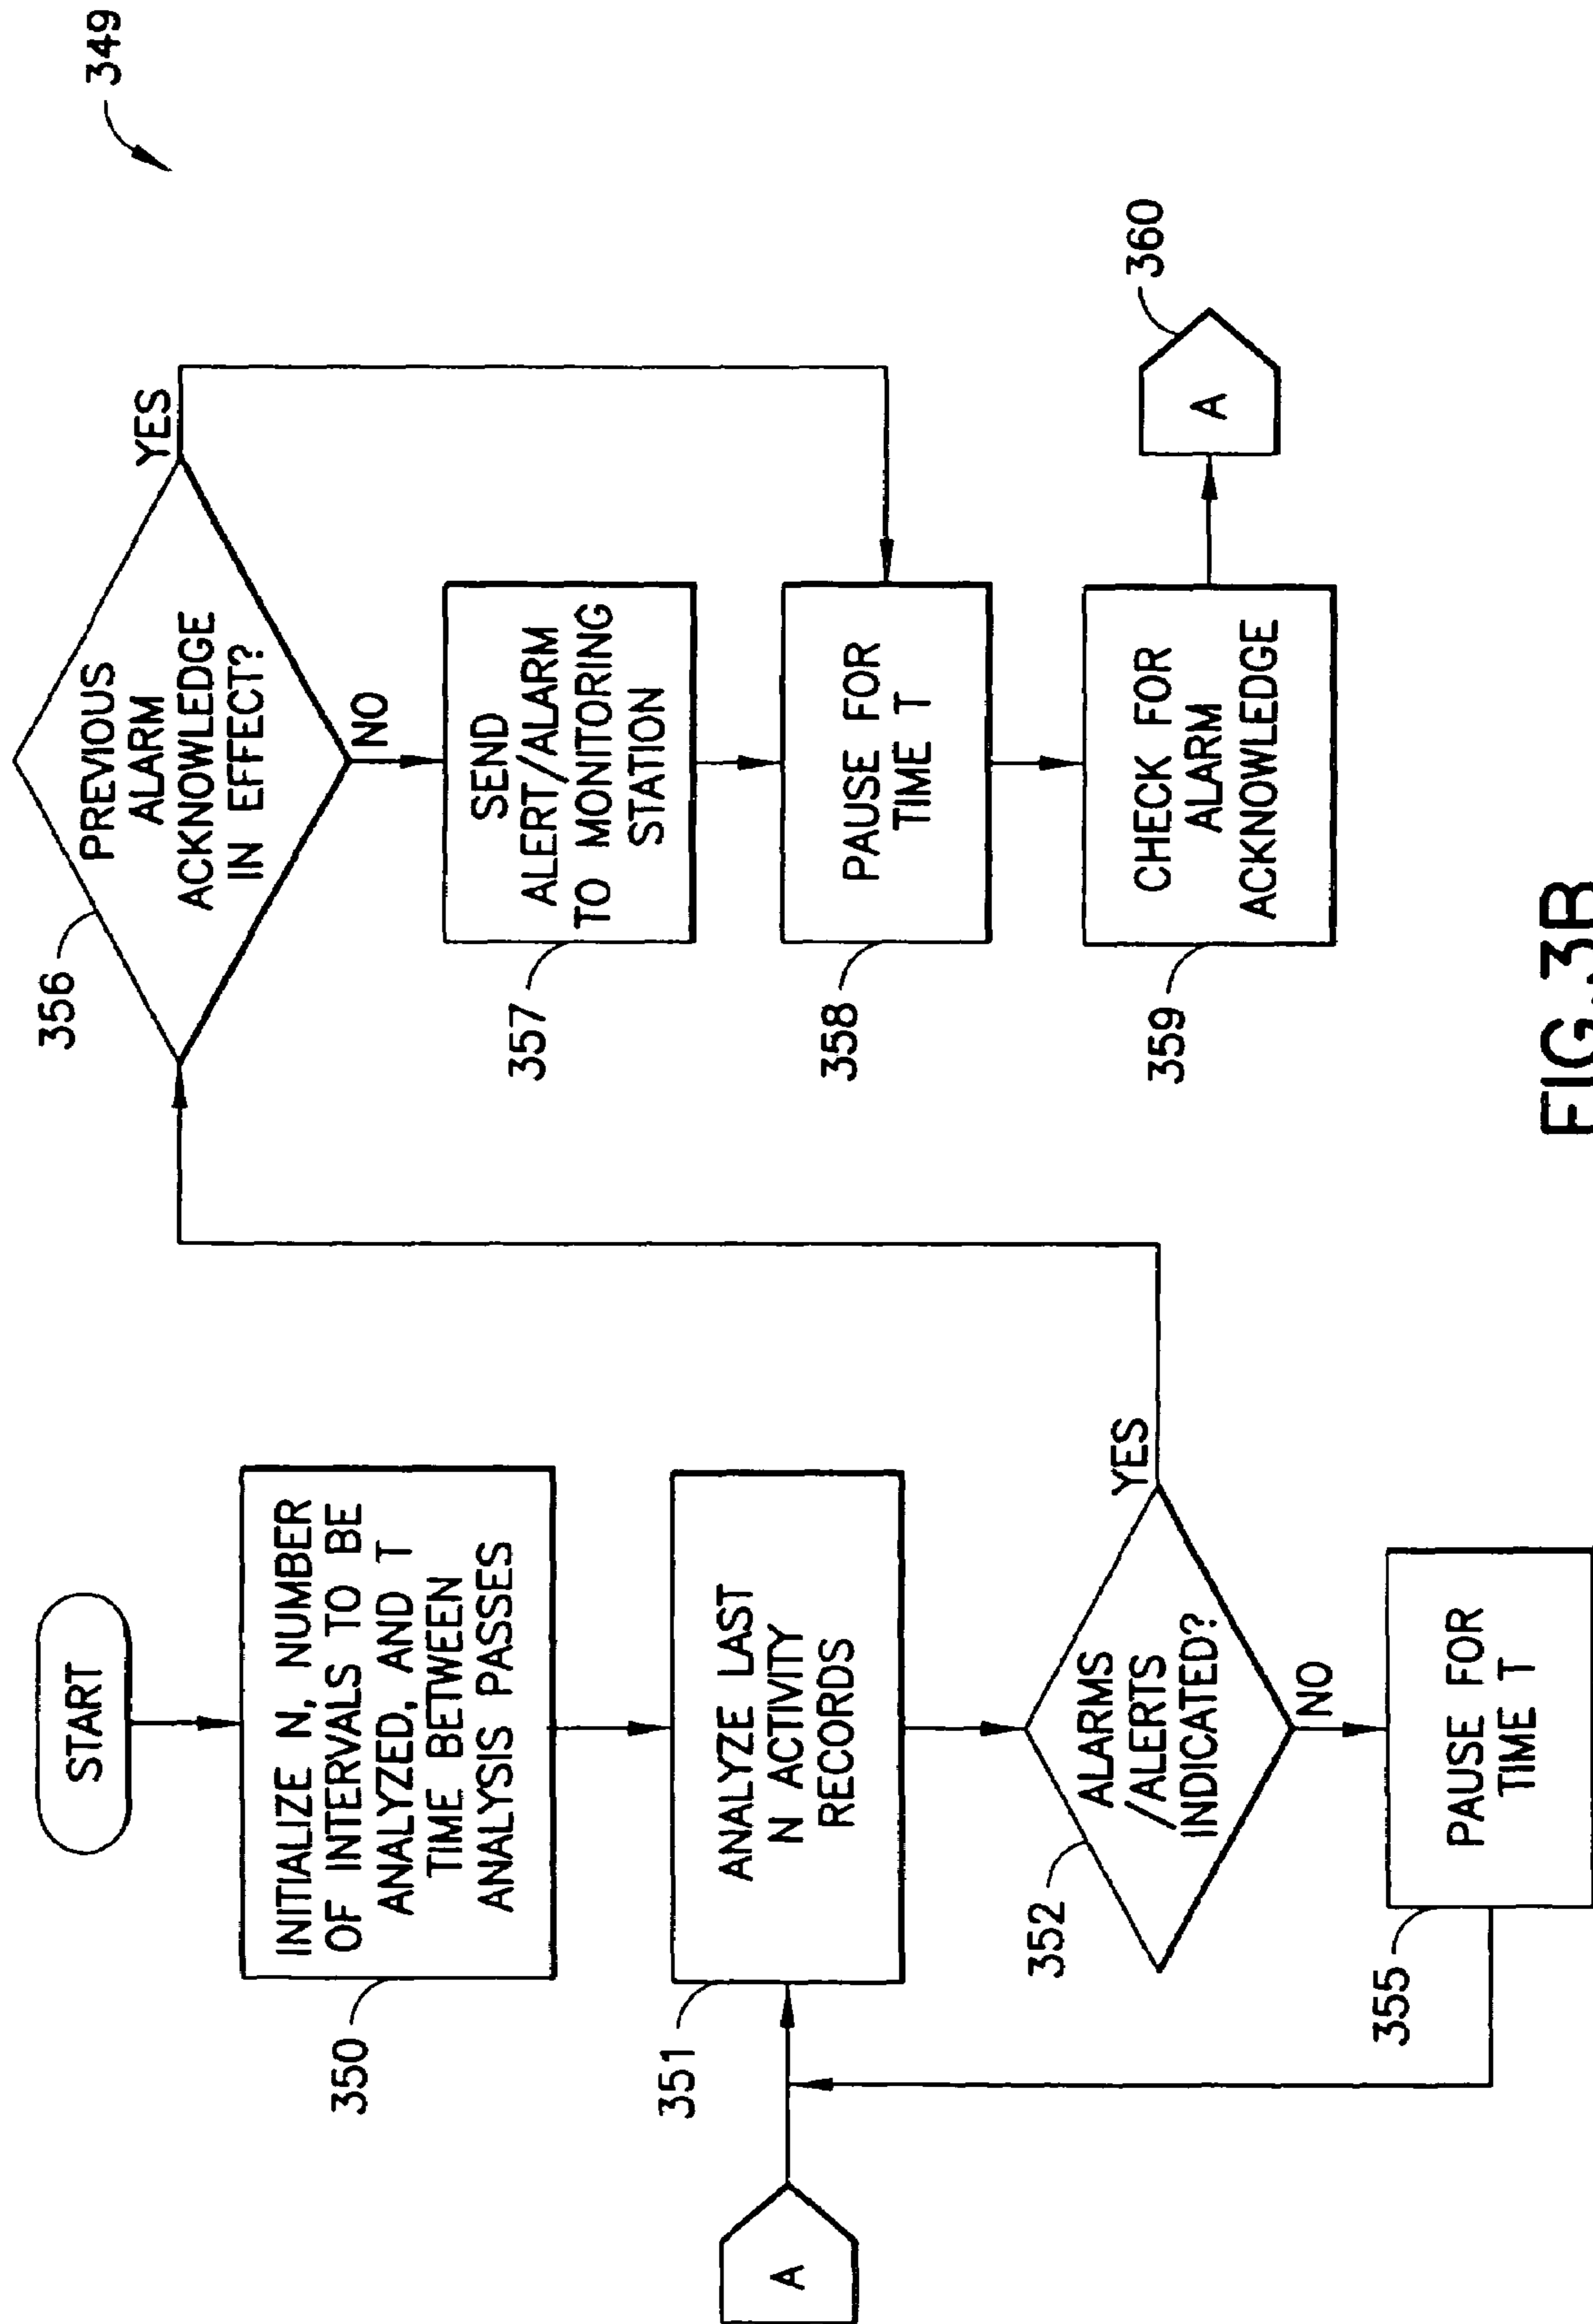 349
START
350
INITIALIZE N, NUMBER
OF INTERVALS TO BE
ANALYZED, AND T
TIME BETWEEN
ANALYSIS PASSES
A
351
ANALYZE LAST
N ACTIVITY
RECORDS
352
ALARMS
/ALERTS
INDICATED?
YES
NO
355
PAUSE FOR
TIME T
356
PREVIOUS
ALARM
ACKNOWLEDGE
IN EFFECT?
YES
NO
357
SEND
ALERT/ALARM
TO MONITORING
STATION
358
PAUSE FOR
TIME T
359
CHECK FOR
ALARM
ACKNOWLEDGE
360
A
FIG.3B